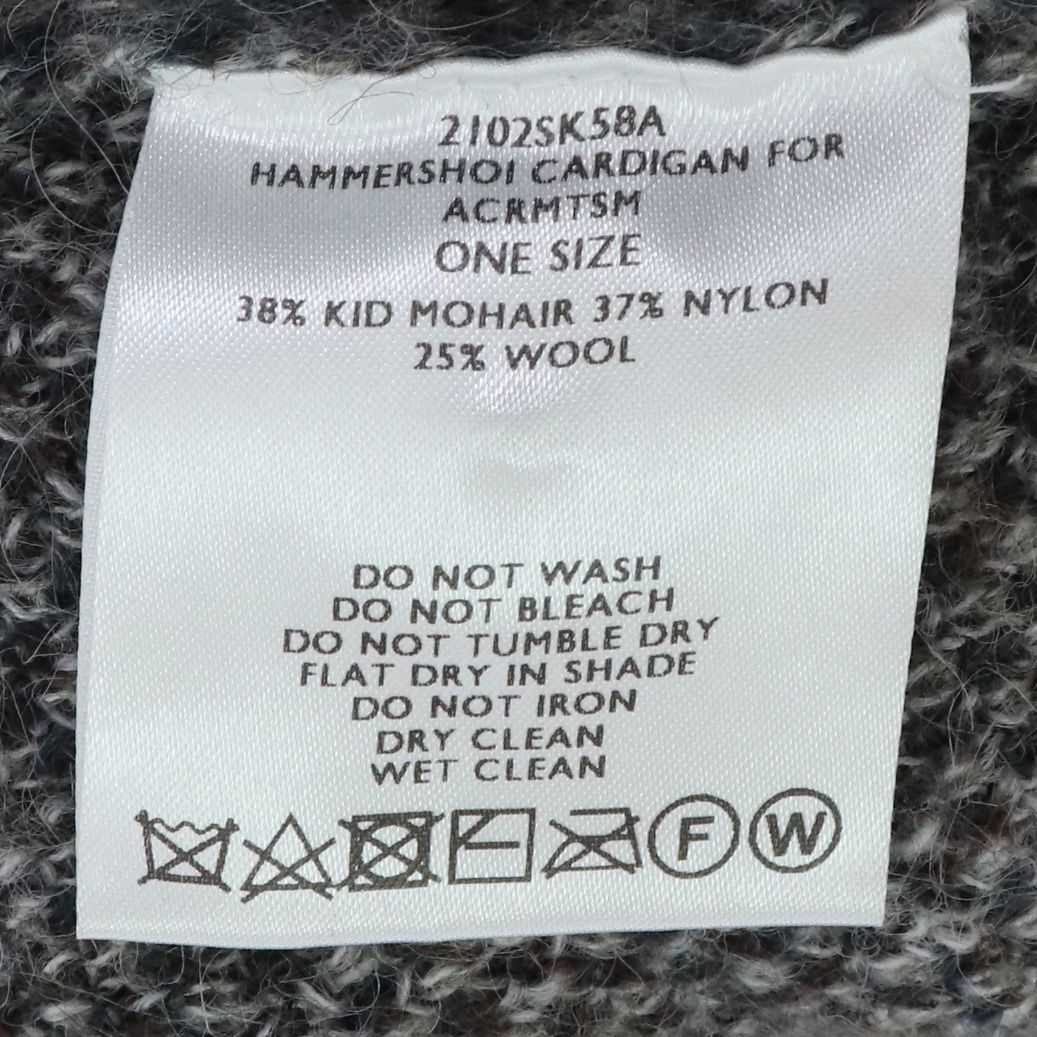 2102SK58A
HAMMERSHOI CARDIGAN FOR
ACRMTSM
ONE SIZE
38% KID MOHAIR 37% NYLON
25% WOOL
DO NOT WASH
DO NOT BLEACH
DO NOT TUMBLE DRY
FLAT DRY IN SHADE
DO NOT IRON
DRY CLEAN
WET CLEAN
F W